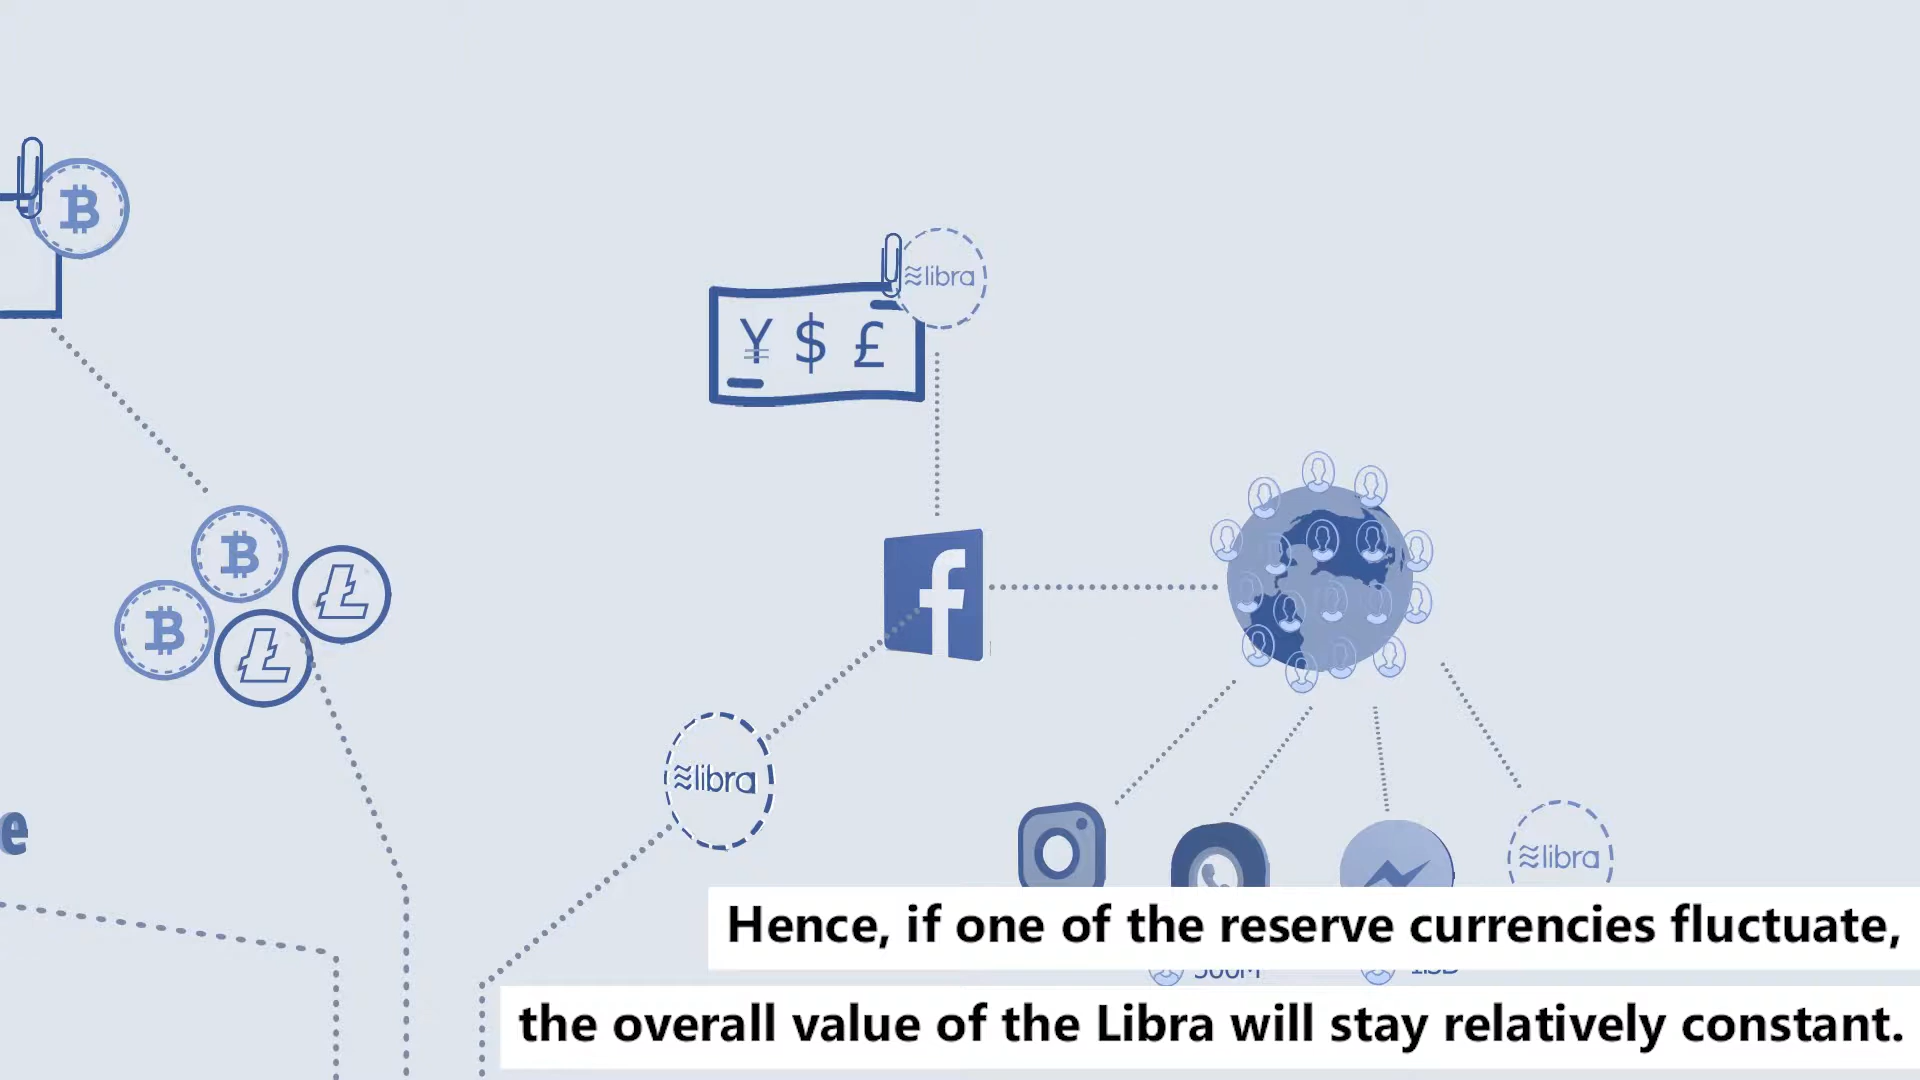 ≋libra
¥ $ £
≋libra
≋libra
e
Hence, if one of the reserve currencies fluctuate,
the overall value of the Libra will stay relatively constant.